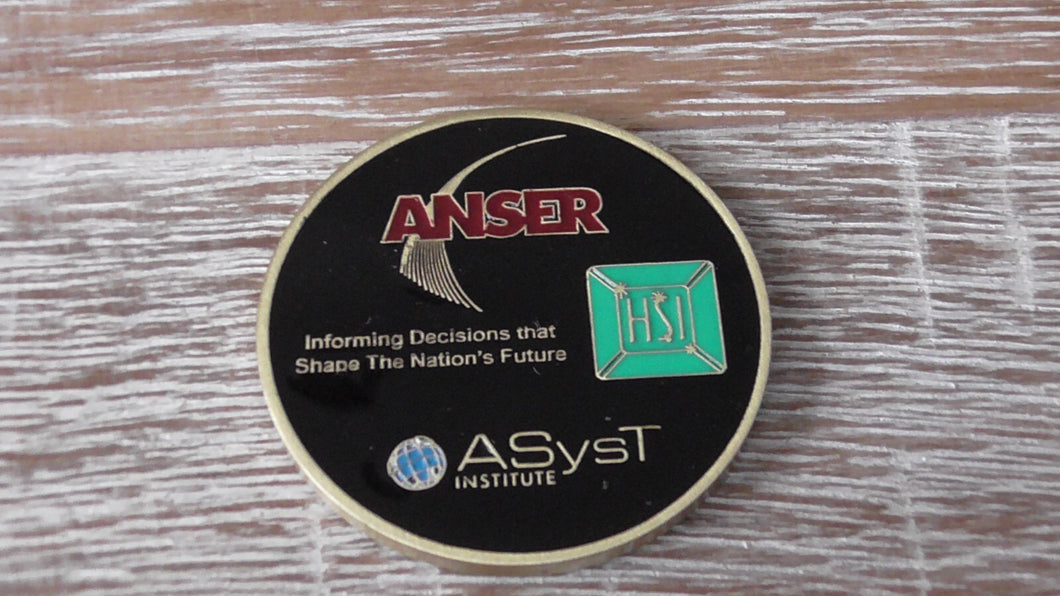 ANSER
HSI
Informing Decisions that
Shape The Nation's Future
ASysT
INSTITUTE